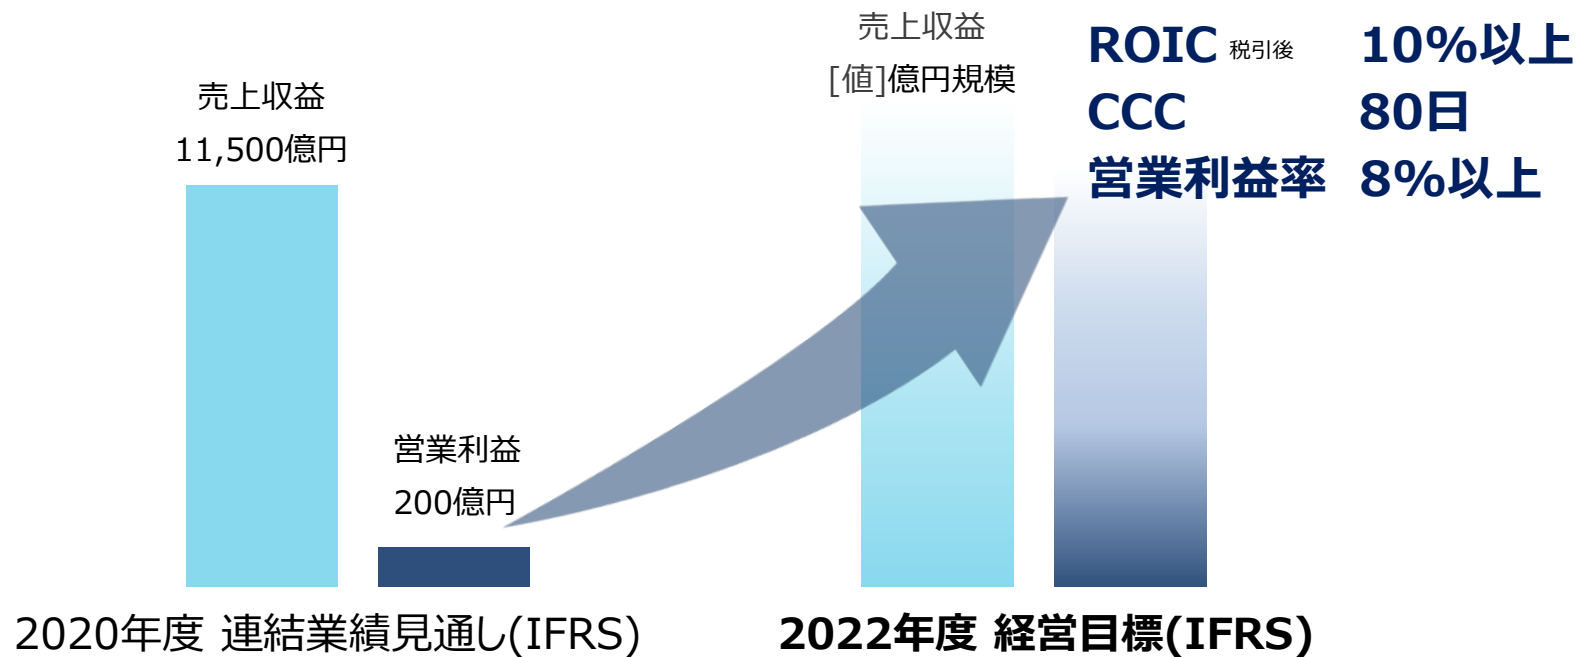 売上収益
11,500億円
営業利益
200億円
2020年度 連結業績見通し(IFRS)
売上収益
[値]億円規模
ROIC 税引後 10%以上
CCC 80日
営業利益率 8%以上
2022年度 経営目標(IFRS)